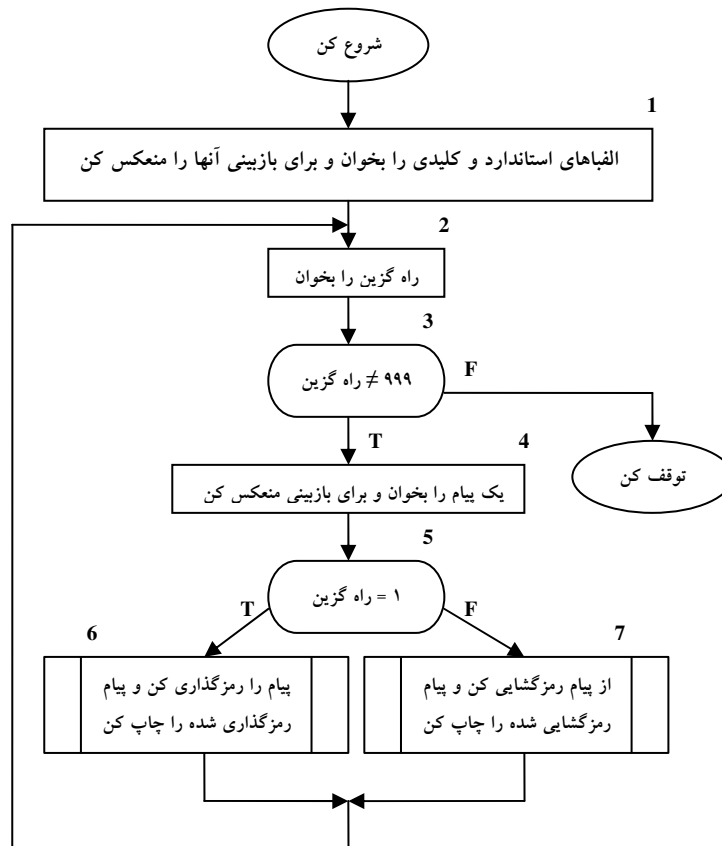 شروع کن
1
الفباهای استاندارد و کلیدی را بخوان و برای بازبینی آنها را منعکس کن
2
راه گزین را بخوان
3
راه گزین ≠ ۹۹۹
F
T
توقف کن
4
یک پیام را بخوان و برای بازبینی منعکس کن
5
راه گزین = ۱
T
F
6
پیام را رمزگذاری کن و پیام
رمزگذاری شده را چاپ کن
7
از پیام رمزگشایی کن و پیام
رمزگشایی شده را چاپ کن